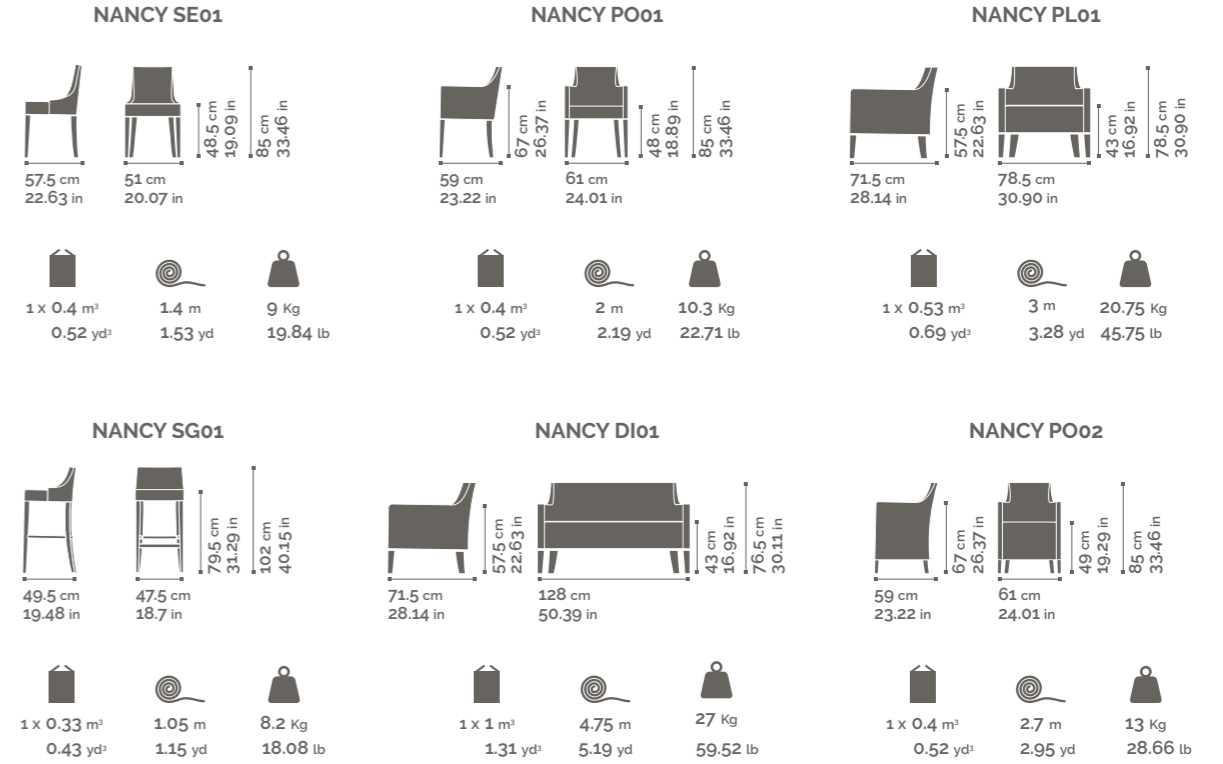 NANCY SE01
48.5 cm
19.09 in
85 cm
33.46 in
57.5 cm
22.63 in
51 cm
20.07 in
1 x 0.4 m³
0.52 yd³
1.4 m
1.53 yd
9 Kg
19.84 lb
NANCY PO01
67 cm
26.37 in
48 cm
18.89 in
85 cm
33.46 in
59 cm
23.22 in
61 cm
24.01 in
1 x 0.4 m³
0.52 yd³
2 m
2.19 yd
10.3 Kg
22.71 lb
NANCY PL01
57.5 cm
22.63 in
43 cm
16.92 in
78.5 cm
30.90 in
71.5 cm
28.14 in
78.5 cm
30.90 in
1 x 0.53 m³
0.69 yd³
3 m
3.28 yd
20.75 Kg
45.75 lb
NANCY SG01
79.5 cm
31.29 in
102 cm
40.15 in
49.5 cm
19.48 in
47.5 cm
18.7 in
1 x 0.33 m³
0.43 yd³
1.05 m
1.15 yd
8.2 Kg
18.08 lb
NANCY DI01
57.5 cm
22.63 in
43 cm
16.92 in
76.5 cm
30.11 in
71.5 cm
28.14 in
128 cm
50.39 in
1 x 1 m³
1.31 yd³
4.75 m
5.19 yd
27 Kg
59.52 lb
NANCY PO02
67 cm
26.37 in
49 cm
19.29 in
85 cm
33.46 in
59 cm
23.22 in
61 cm
24.01 in
1 x 0.4 m³
0.52 yd³
2.7 m
2.95 yd
13 Kg
28.66 lb